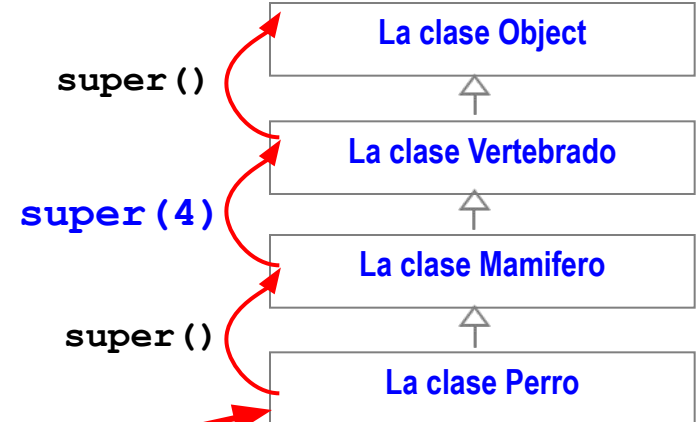 La clase Object
super()
La clase Vertebrado
super(4)
La clase Mamifero
super()
La clase Perro